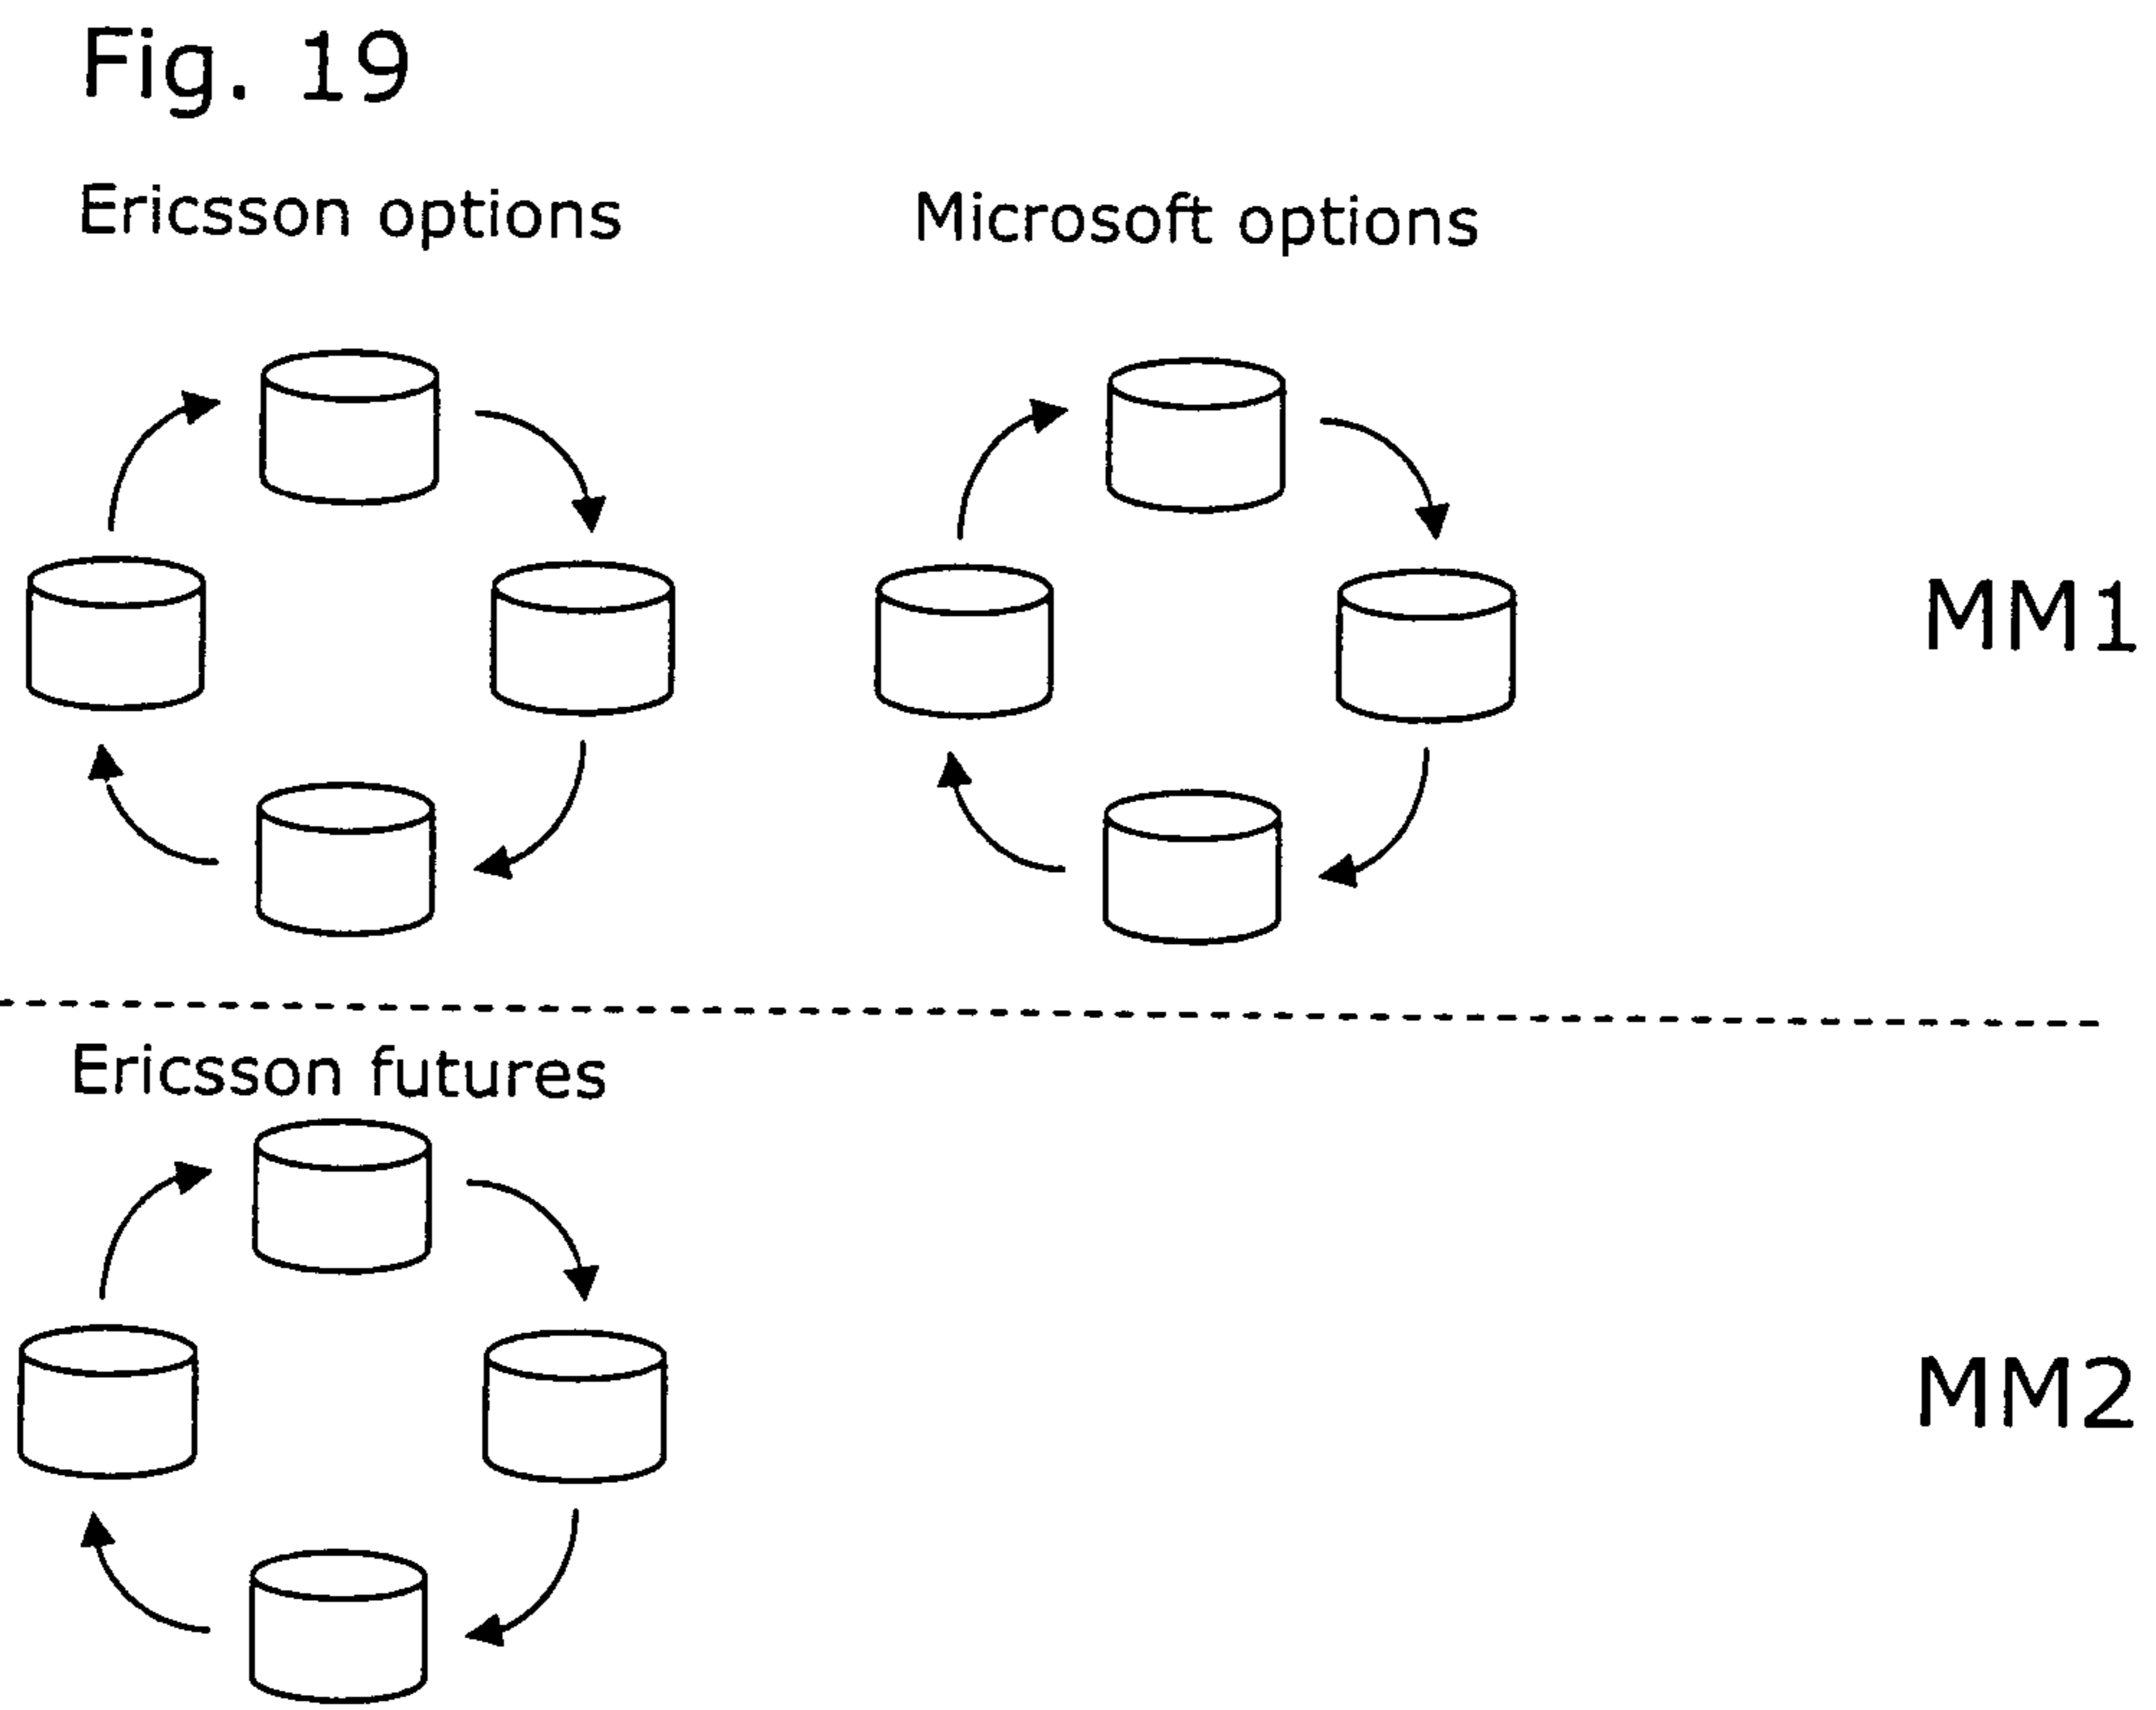 Fig. 19
Ericsson options
Microsoft options
MM1
Ericsson futures
MM2